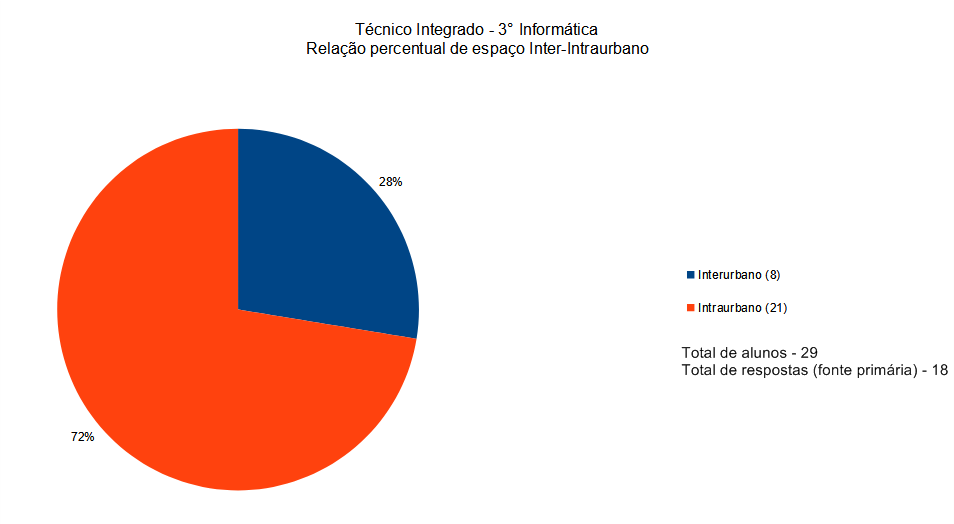 Técnico Integrado - 3° Informática
Relação percentual de espaço Inter-Intraurbano
28%
72%
Interurbano (8)
Intraurbano (21)
Total de alunos - 29
Total de respostas (fonte primária) - 18